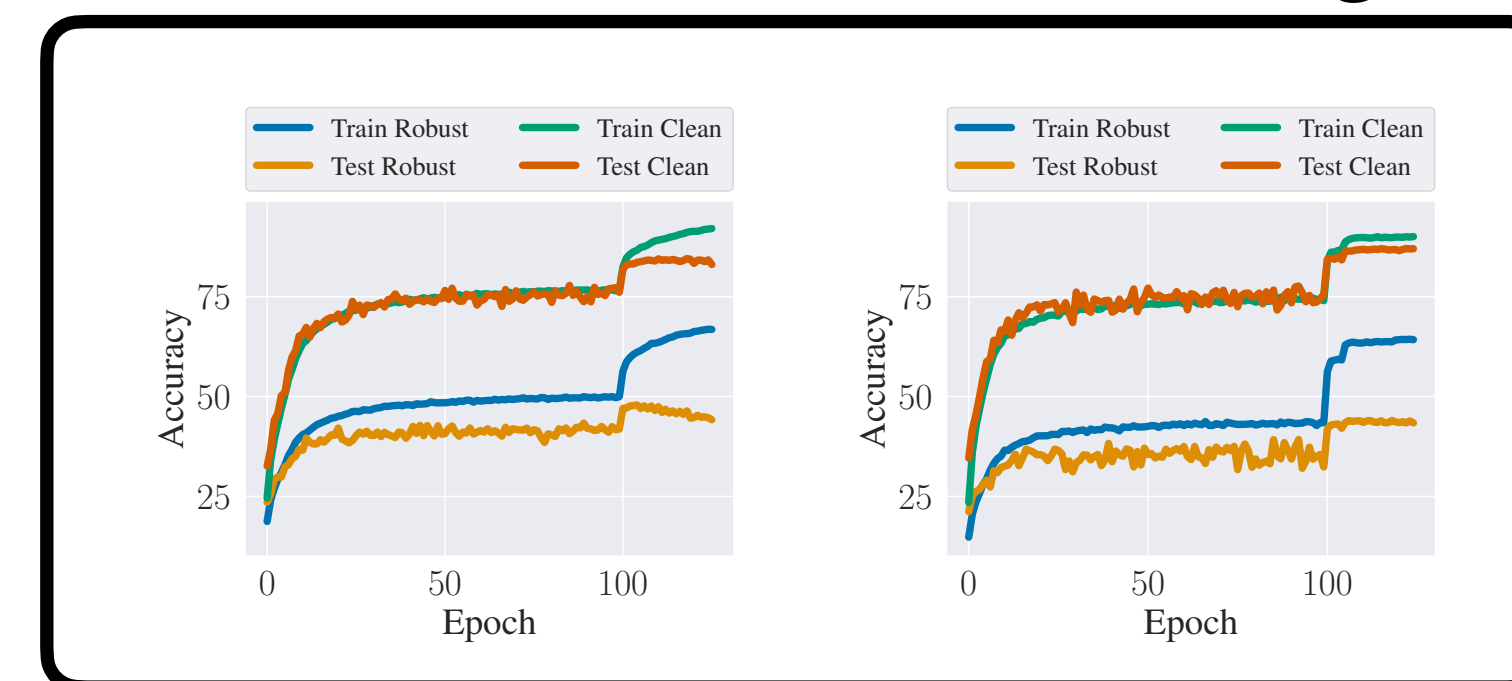 Train Robust Train Clean
Test Robust Test Clean
75
50
25
Accuracy
0 50 100
Epoch
Train Robust Train Clean
Test Robust Test Clean
75
50
25
Accuracy
0 50 100
Epoch